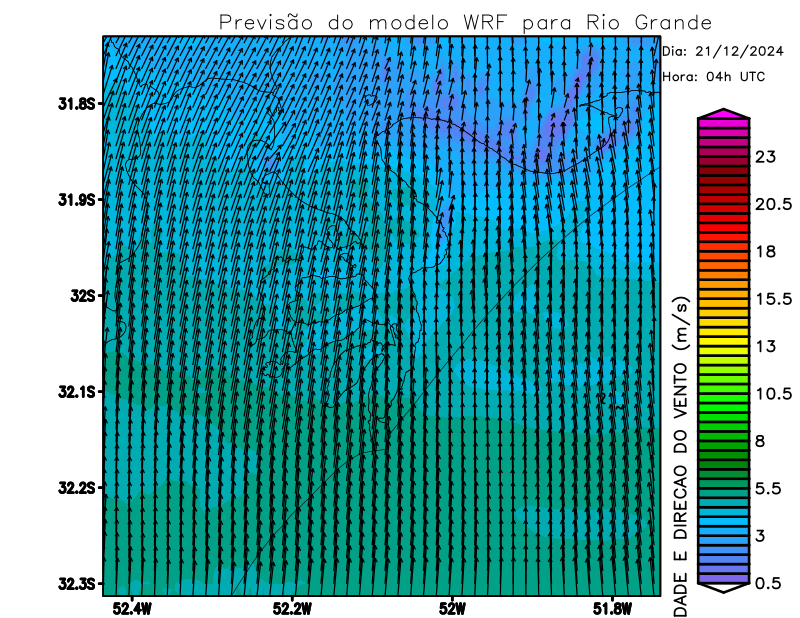 Previsão do modelo WRF para Rio Grande
Dia: 21/12/2024
Hora: 04h UTC
31.8S
31.9S
32S
32.1S
32.2S
32.3S
52.4W
52.2W
52W
51.8W
23
20.5
18
15.5
13
10.5
8
5.5
3
0.5
DADE E DIRECAO DO VENTO (m/s)